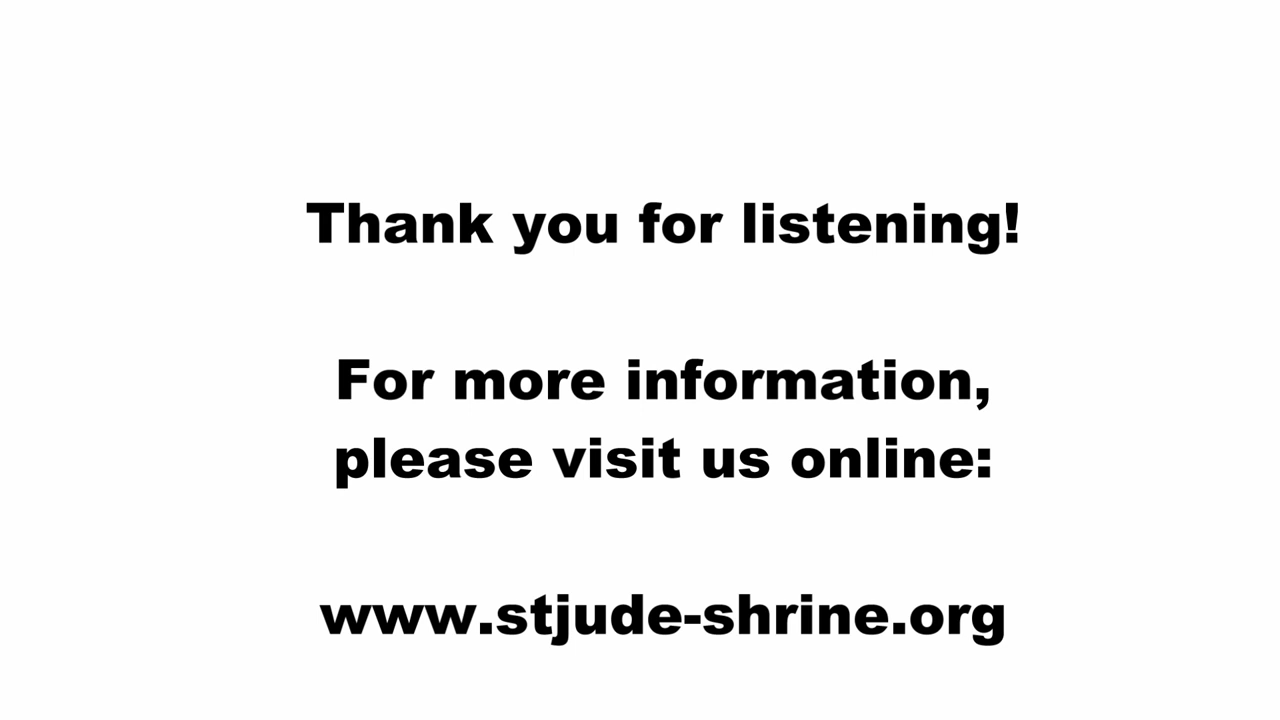 Thank you for listening!
For more information,
please visit us online:
www.stjude-shrine.org